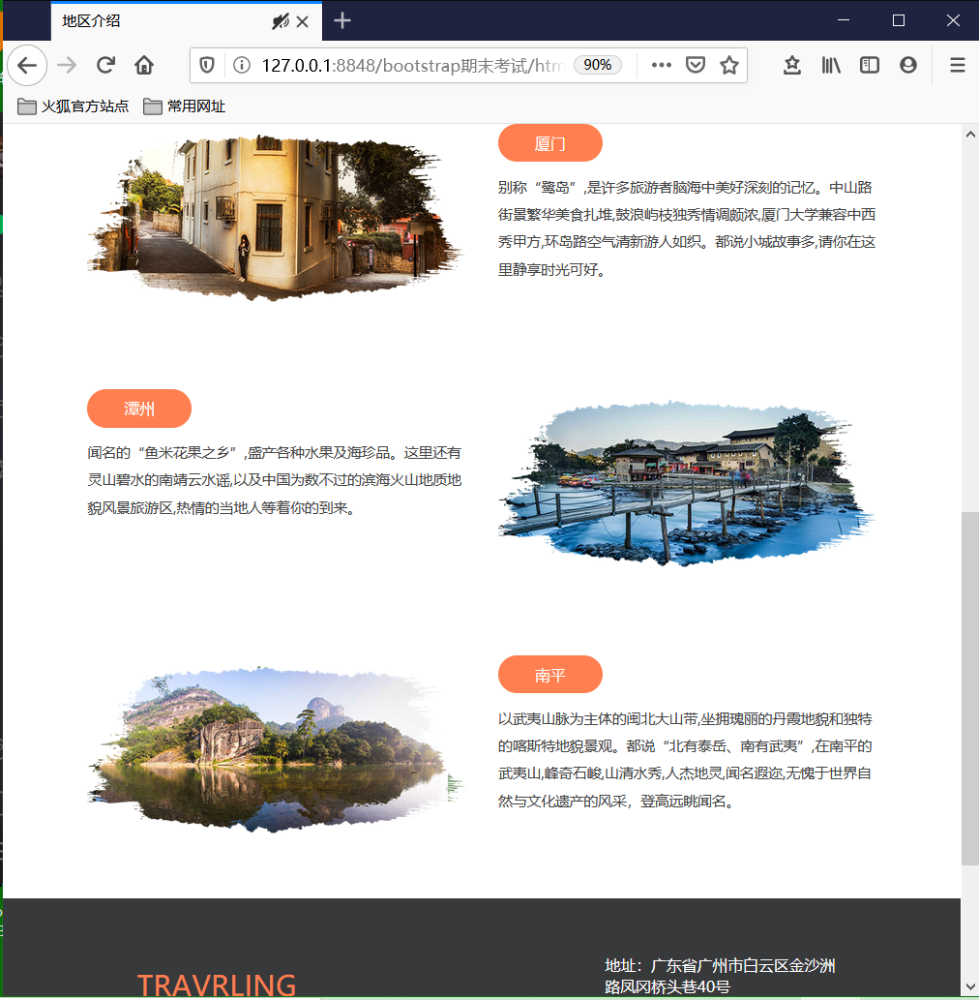 地区介绍
127.0.0.1:8848/bootstrap期末考试/htm
90%
火狐官方站点
常用网址
厦门
别称“鹭岛”,是许多旅游者脑海中美好深刻的记忆。中山路
街景繁华美食扎堆,鼓浪屿枝独秀情调颇浓,厦门大学兼容中西
秀甲方,环岛路空气清新游人如织。都说小城故事多,请你在这
里静享时光可好。
潭州
闻名的“鱼米花果之乡”,盛产各种水果及海珍品。这里还有
灵山碧水的南靖云水谣,以及中国为数不过的滨海火山地质地
貌风景旅游区,热情的当地人等着你的到来。
南平
以武夷山脉为主体的闽北大山带,坐拥瑰丽的丹霞地貌和独特
的喀斯特地貌景观。都说“北有泰岳、南有武夷”,在南平的
武夷山,峰奇石峻,山清水秀,人杰地灵,闻名遐迩,无愧于世界自
然与文化遗产的风采，登高远眺闻名。
TRAVRLING
地址：广东省广州市白云区金沙洲
路凤冈桥头巷40号